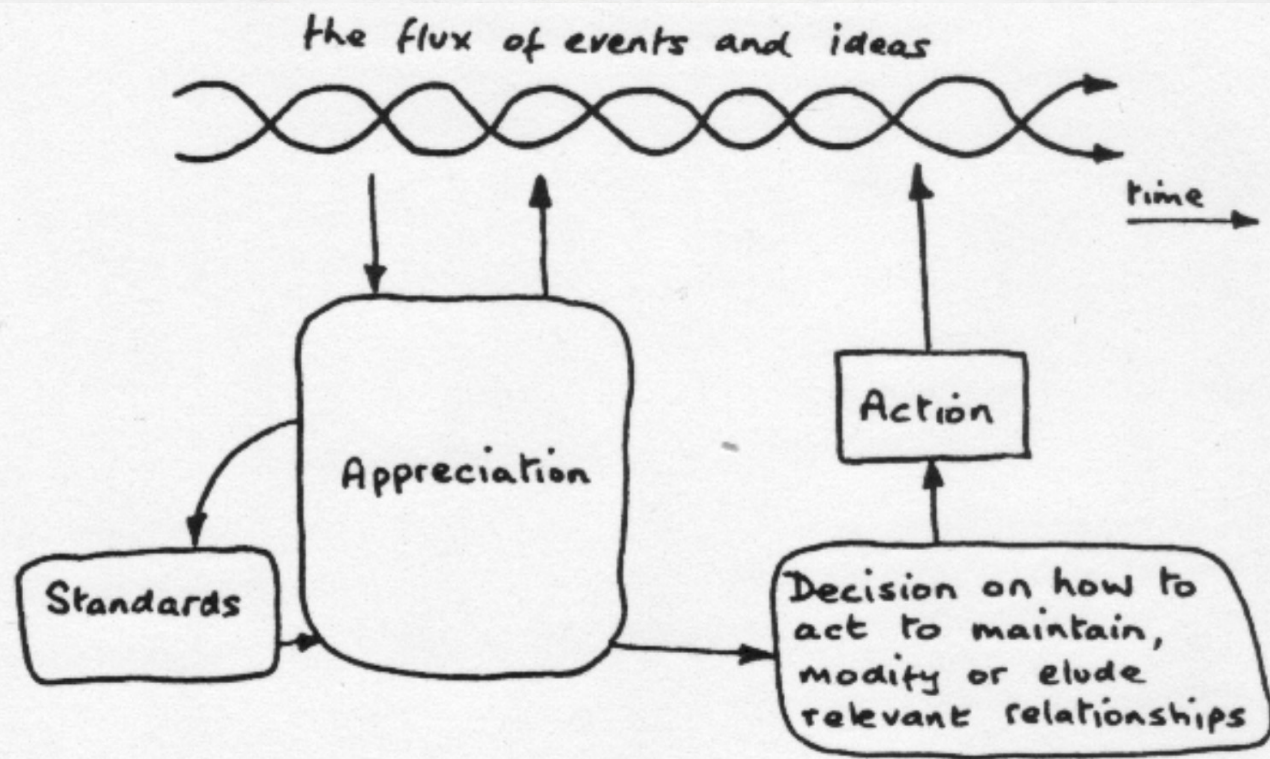 the flux of events and ideas
time
Action
Appreciation
Standards
Decision on how to
act to maintain,
modify or elude
relevant relationships